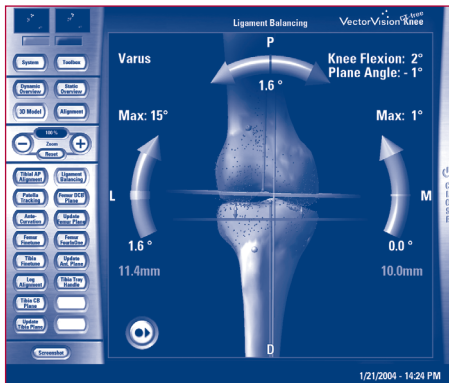 Ligament Balancing
VectorVision Knee
ct-free
System
Toolbox
Dynamic Overview
Static Overview
3D Model
Alignment
100 %
Zoom
Reset
Tibial AP Alignment
Ligament Balancing
Patella Tracking
Femur DCB Plane
Ante-Curvation
Update Femur Plane
Femur Finetune
Femur FourInOne
Tibia Finetune
Update Ant. Plane
Leg Alignment
Tibia Tray Handle
Tibia CB Plane
Update Tibia Plane
Screenshot
P
Varus
Knee Flexion: 2°
Plane Angle: - 1°
1.6 °
Max: 15°
Max: 1°
L
M
1.6 °
0.0 °
11.4mm
10.0mm
D
1/21/2004 - 14:24 PM